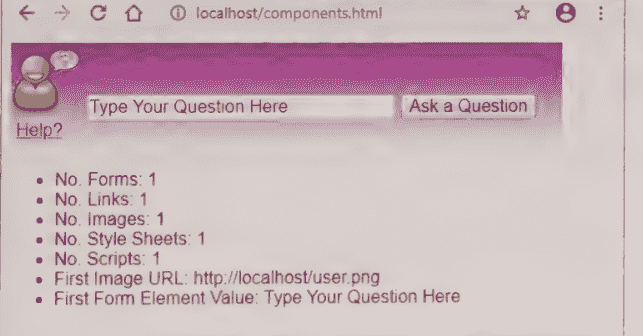 localhost/components.html
Type Your Question Here
Ask a Question
Help?
No. Forms: 1
No. Links: 1
No. Images: 1
No. Style Sheets: 1
No. Scripts: 1
First Image URL: http://localhost/user.png
First Form Element Value: Type Your Question Here